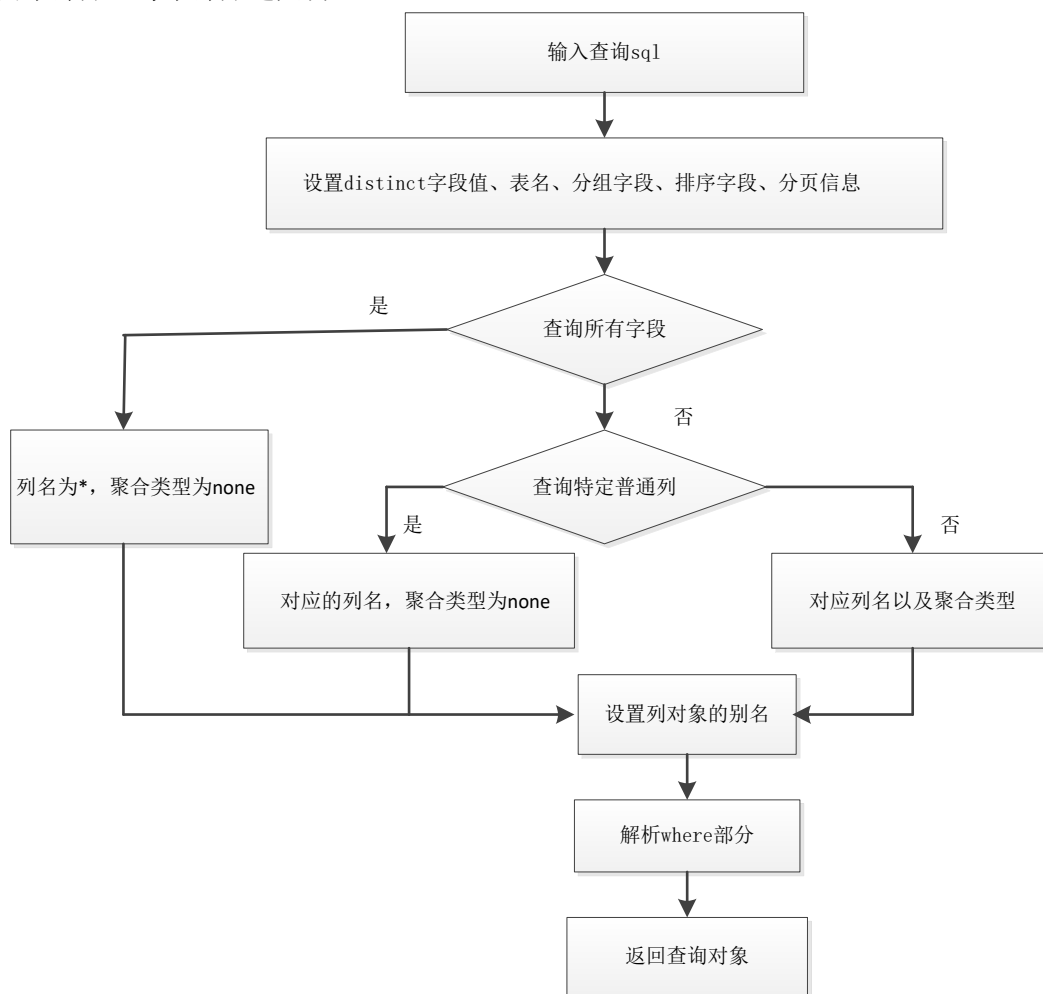 输入查询sql
设置distinct字段值、表名、分组字段、排序字段、分页信息
查询所有字段
是
否
列名为*，聚合类型为none
查询特定普通列
是
否
对应的列名，聚合类型为none
对应列名以及聚合类型
设置列对象的别名
解析where部分
返回查询对象